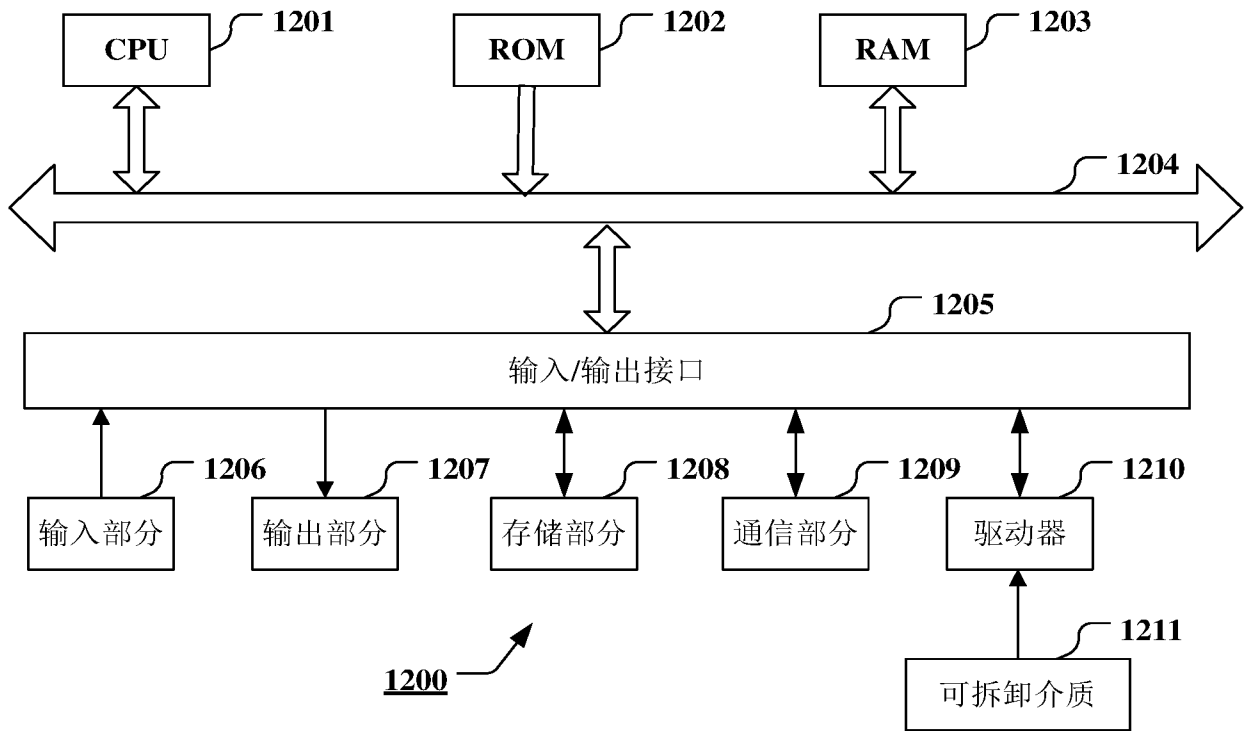 CPU
1201
ROM
1202
RAM
1203
1204
1205
输入/输出接口
1206
1207
1208
1209
1210
输入部分
输出部分
存储部分
通信部分
驱动器
1211
1200
可拆卸介质